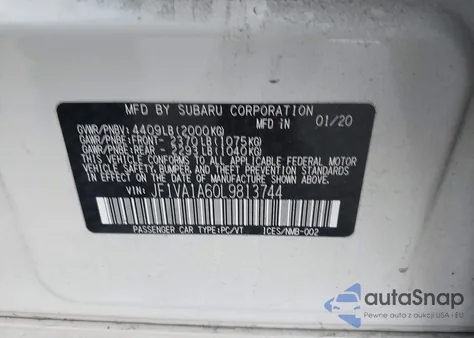 MFD BY SUBARU CORPORATION
GVWR/PNBV: 4409LB (2000KG) 01/20
GAWR/PNBE:FRONT- 2370LB(1075KG)
GAWR/PNBE:REAR - 2293LB(1040KG)
THIS VEHICLE CONFORMS TO ALL APPLICABLE FEDERAL MOTOR
VEHICLE SAFETY, BUMPER, AND THEFT PREVENTION STANDARDS
IN EFFECT ON THE DATE OF MANUFACTURE SHOWN ABOVE.
VIN: JF1VA1A60L9813744
PASSENGER CAR TYPE:PC/VT ICES/NMB-002
autoSnap
Pewne auta z aukcji USA i EU